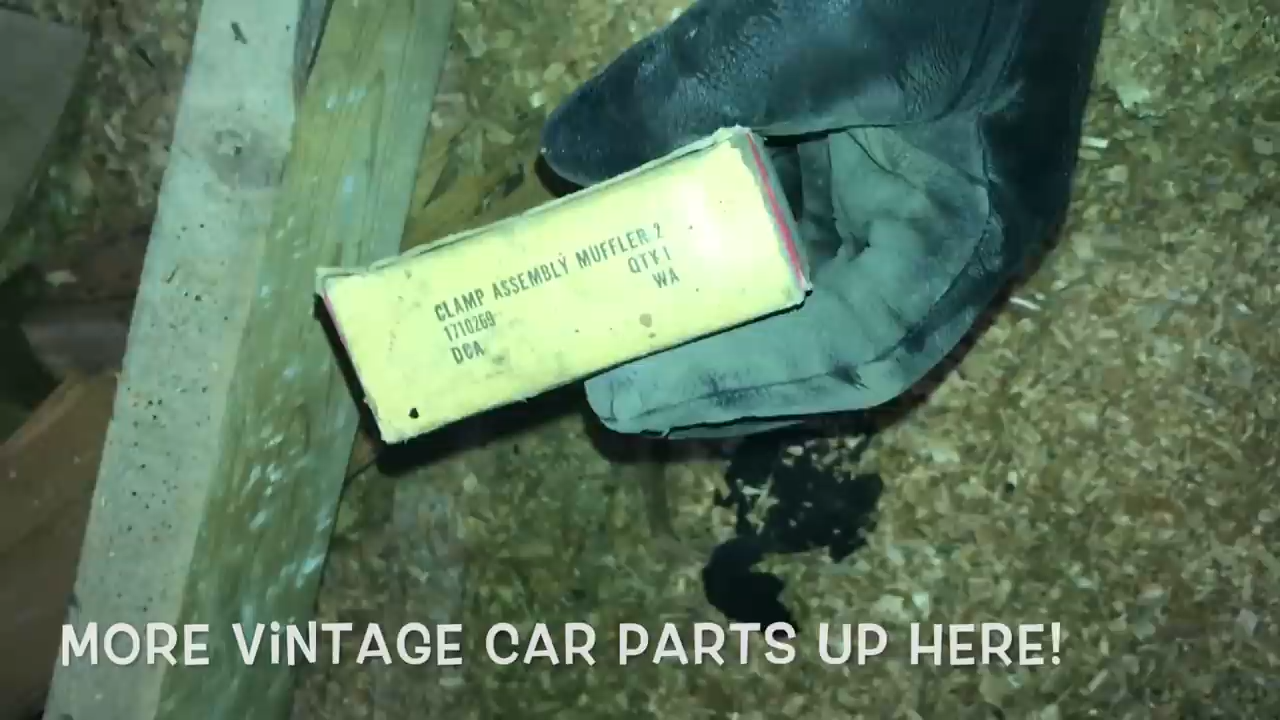 CLAMP ASSEMBLY MUFFLER 2
QTY 1
1710269
WA
DCA
MORE ViNTAGE CAR PARTS UP HERE!